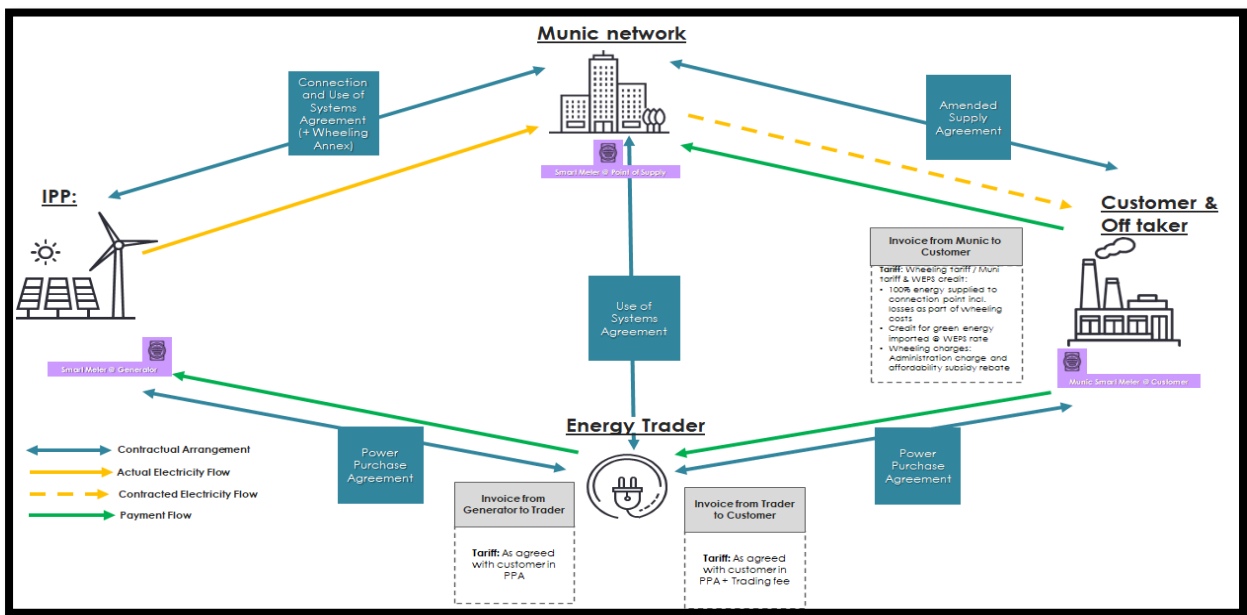 Munic network
Connection
and Use of
Systems
Agreement
(+ Wheeling
Annex)
Amended
Supply
Agreement
Smart Meter @ Point of Supply
IPP:
Customer &
Off taker
Invoice from Munic to
Customer
Tariff: Wheeling tariff / Muni
tariff & WEPS credit:
• 100% energy supplied to
connection point incl.
losses as part of wheeling
costs
• Credit for green energy
imported @ WEPS rate
• Wheeling charges:
Administration charge and
affordability subsidy rebate
Use of
Systems
Agreement
Smart Meter @ Generator
Munic Smart Meter @ Customer
Energy Trader
Contractual Arrangement
Actual Electricity Flow
Contracted Electricity Flow
Payment Flow
Power
Purchase
Agreement
Power
Purchase
Agreement
Invoice from
Generator to Trader
Tariff: As agreed
with customer in
PPA
Invoice from Trader
to Customer
Tariff: As agreed
with customer in
PPA + Trading fee